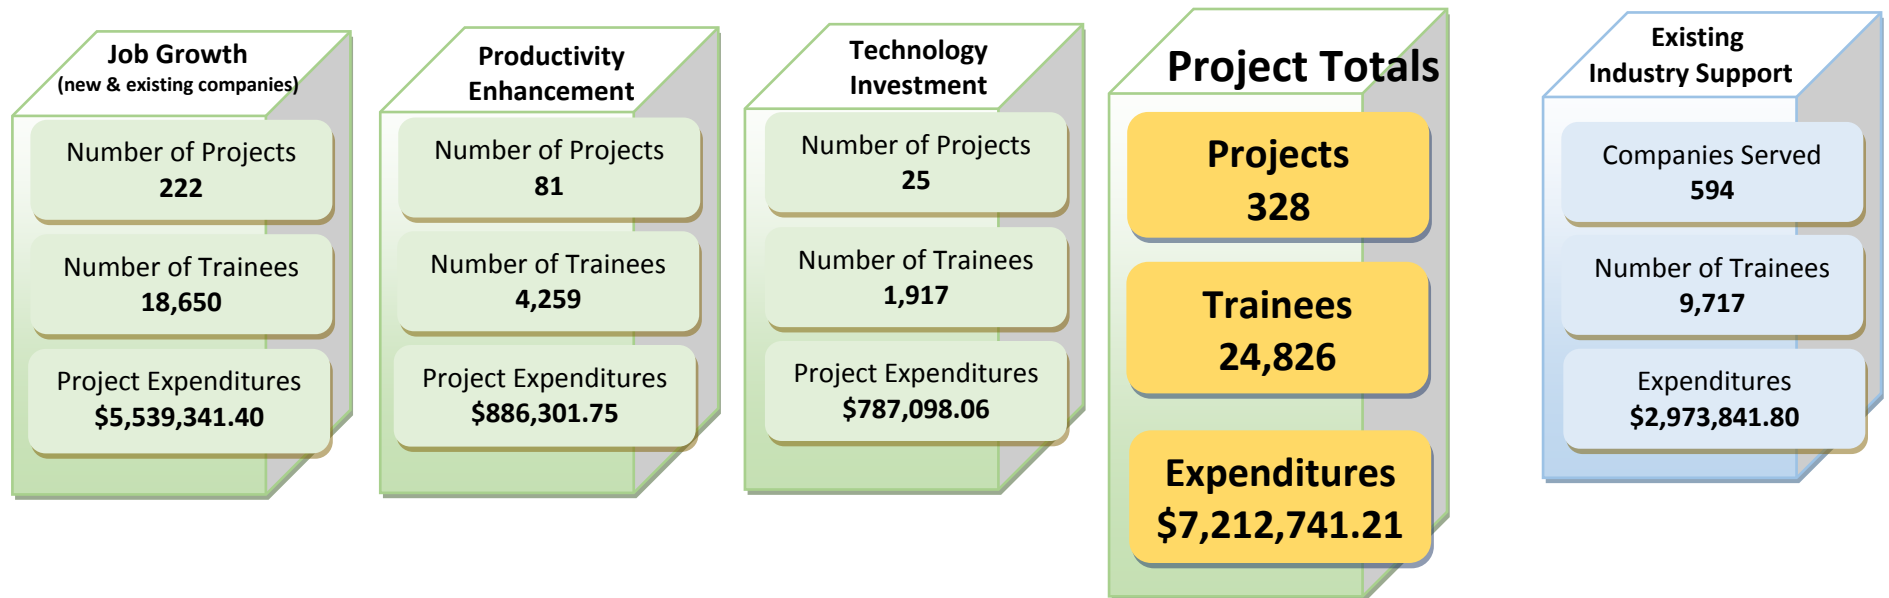 Job Growth
(new & existing companies)
Number of Projects
222
Number of Trainees
18,650
Project Expenditures
$5,539,341.40
Productivity
Enhancement
Number of Projects
81
Number of Trainees
4,259
Project Expenditures
$886,301.75
Technology
Investment
Number of Projects
25
Number of Trainees
1,917
Project Expenditures
$787,098.06
Project Totals
Projects
328
Trainees
24,826
Expenditures
$7,212,741.21
Existing
Industry Support
Companies Served
594
Number of Trainees
9,717
Expenditures
$2,973,841.80